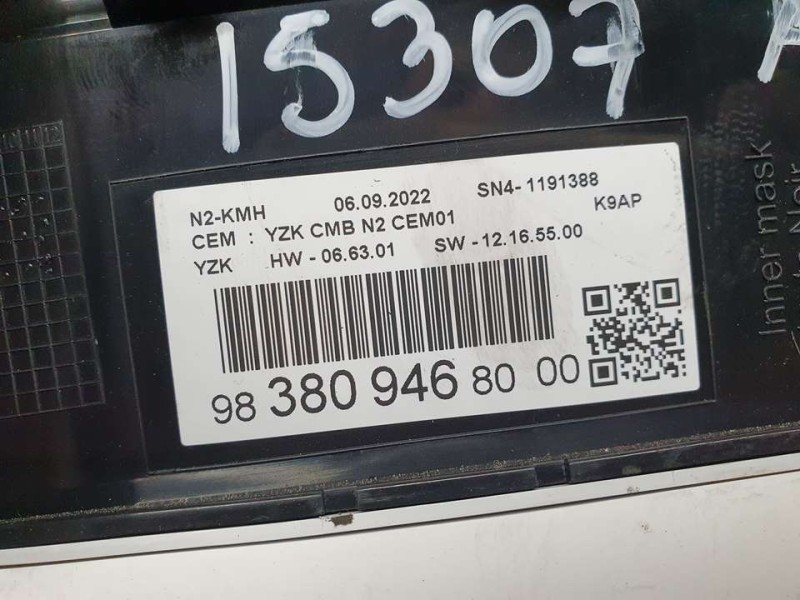 15307
N2-KMH 06.09.2022 SN4- 1191388
CEM : YZK CMB N2 CEM01 K9AP
YZK HW - 06.63.01 SW - 12.16.55.00
98 380 946 80 00
Inner mask
Noir